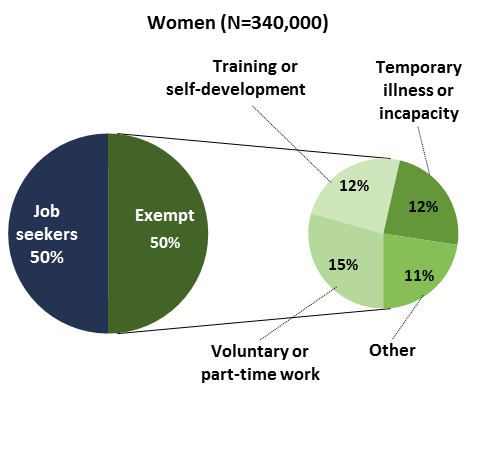 Women (N=340,000)
Training or
self-development
Temporary
illness or
incapacity
Job
seekers
50%
Exempt
50%
12%
12%
15%
11%
Voluntary or
part-time work
Other